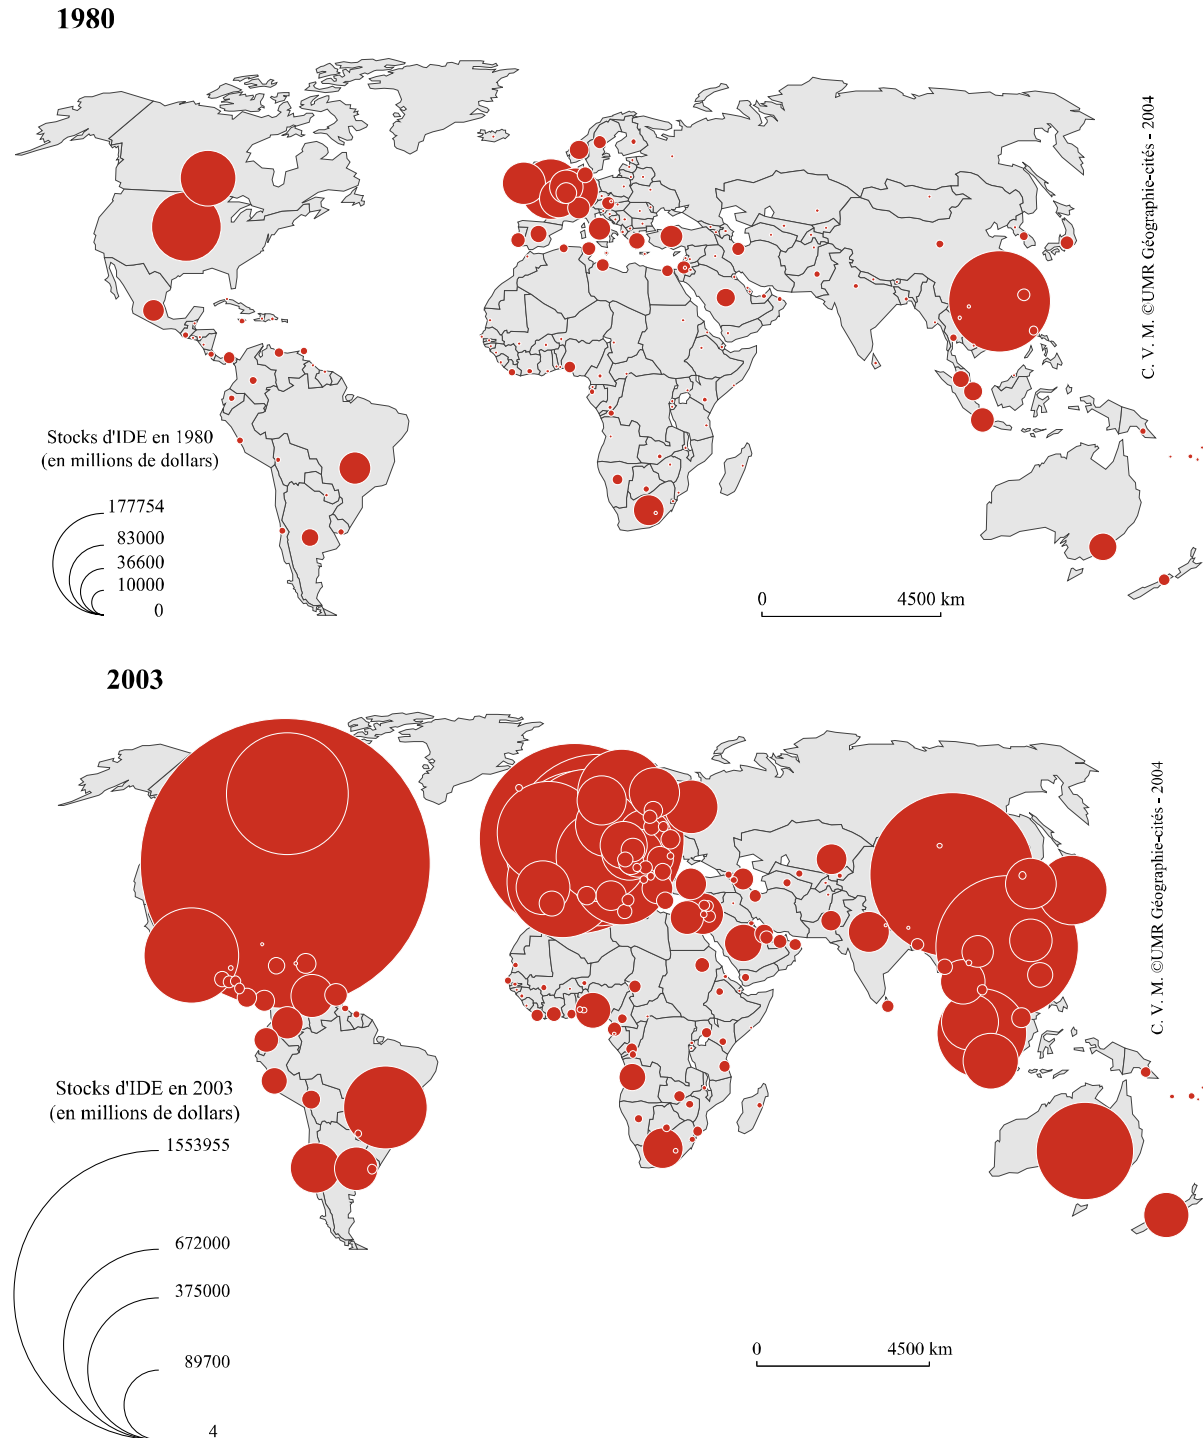 1980
C. V. M. ©UMR Géographie-cités - 2004
Stocks d'IDE en 1980
(en millions de dollars)
177754
83000
36600
10000
0
0 4500 km
2003
C. V. M. ©UMR Géographie-cités - 2004
Stocks d'IDE en 2003
(en millions de dollars)
1553955
672000
375000
89700
4
0 4500 km